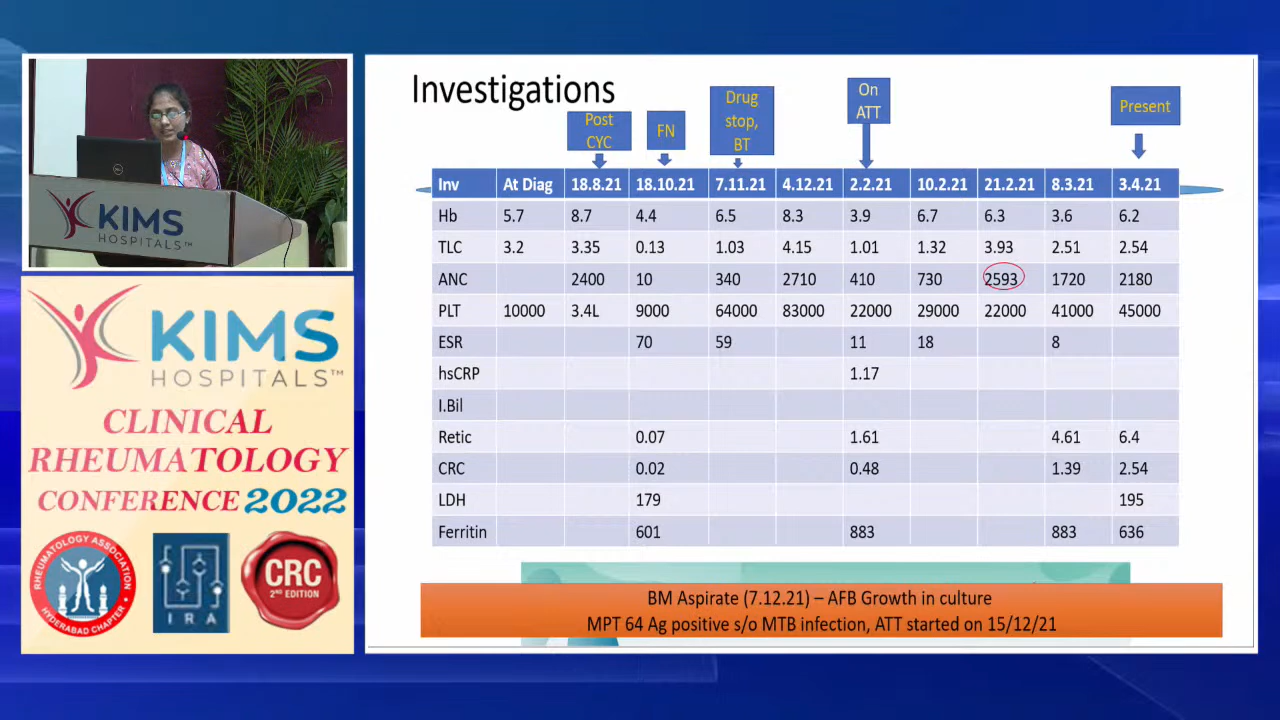 Investigations
Post
CYC
FN
Drug
stop,
BT
On
ATT
Present
Inv At Diag 18.8.21 18.10.21 7.11.21 4.12.21 2.2.21 10.2.21 21.2.21 8.3.21 3.4.21
Hb 5.7 8.7 4.4 6.5 8.3 3.9 6.7 6.3 3.6 6.2
TLC 3.2 3.35 0.13 1.03 4.15 1.01 1.32 3.93 2.51 2.54
ANC 2400 10 340 2710 410 730 2593 1720 2180
PLT 10000 3.4L 9000 64000 83000 22000 29000 22000 41000 45000
ESR 70 59 11 18 8
hsCRP 1.17
I.Bil
Retic 0.07 1.61 4.61 6.4
CRC 0.02 0.48 1.39 2.54
LDH 179 195
Ferritin 601 883 883 636
BM Aspirate (7.12.21) – AFB Growth in culture
MPT 64 Ag positive s/o MTB infection, ATT started on 15/12/21
KIMS
HOSPITALS™
KIMS
HOSPITALS™
CLINICAL
RHEUMATOLOGY
CONFERENCE 2022
RHEUMATOLOGY ASSOCIATION
HYDERABAD CHAPTER
IRA
CRC
2ND EDITION
DELL